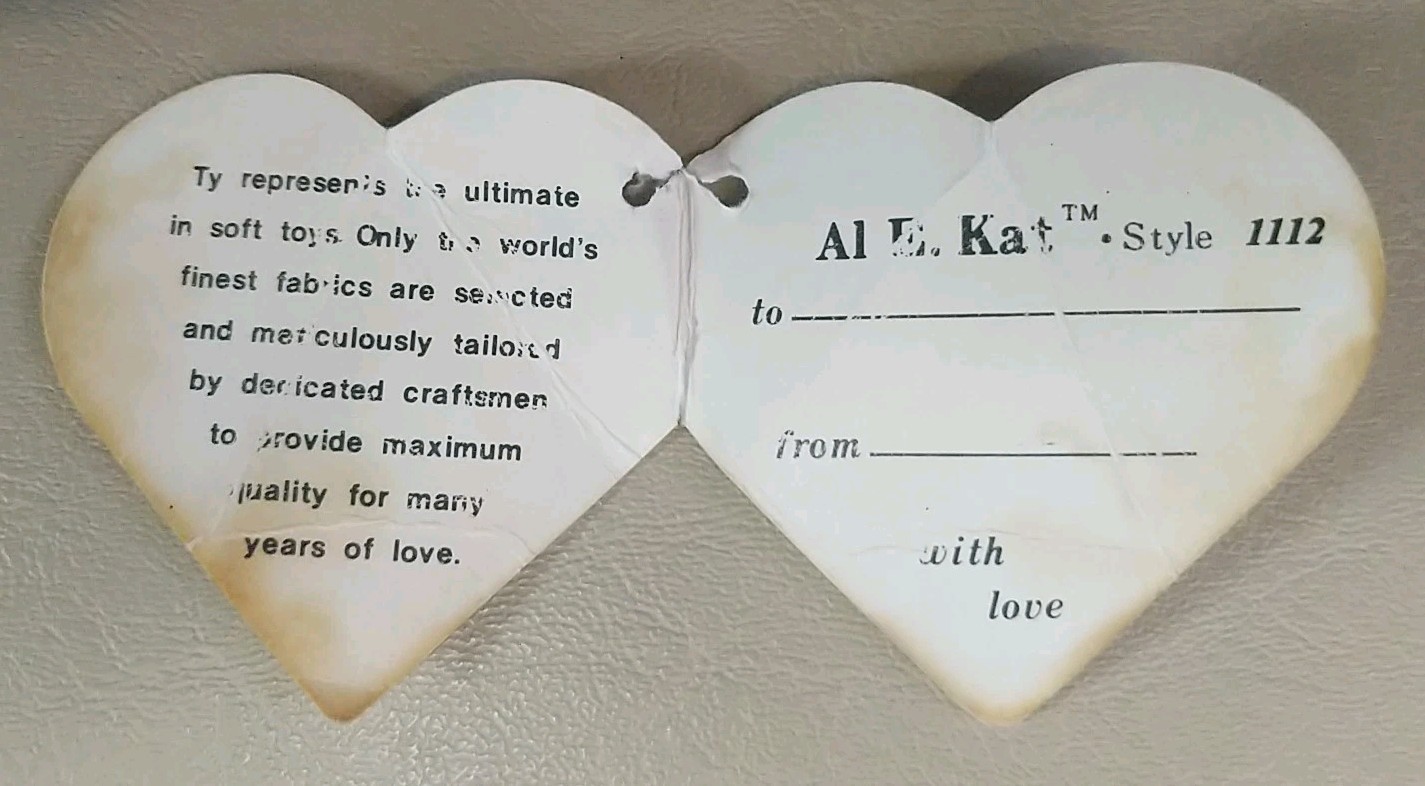 Ty represents the ultimate
in soft toys. Only the world's
finest fabrics are selected
and meticulously tailored
by dedicated craftsmen
to provide maximum
quality for many
years of love.
Al E. Kat™ • Style 1112
to
from
with
love